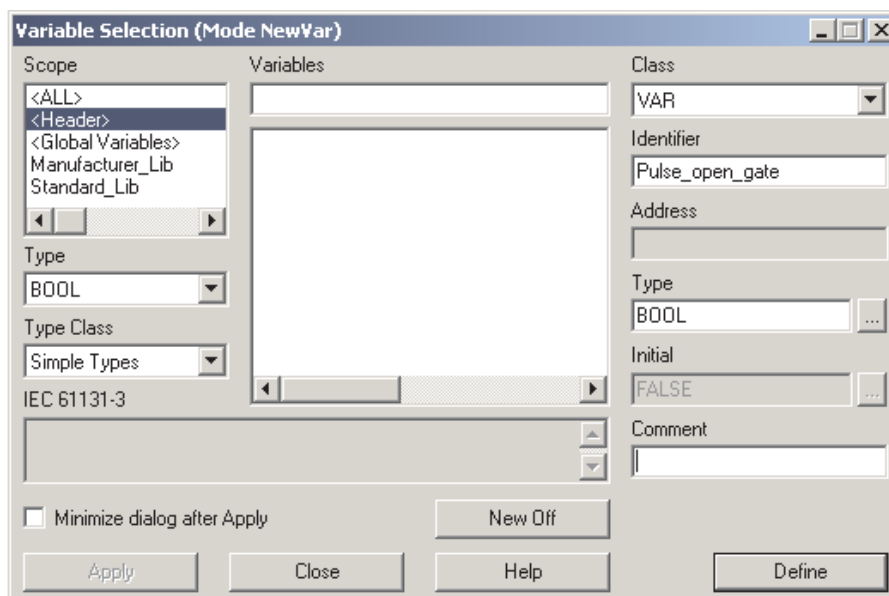 Variable Selection (Mode NewVar)
Scope
<ALL>
<Header>
<Global Variables>
Manufacturer_Lib
Standard_Lib
Type
BOOL
Type Class
Simple Types
IEC 61131-3
Variables
Class
VAR
Identifier
Pulse_open_gate
Address
Type
BOOL
...
Initial
FALSE
...
Comment
Minimize dialog after Apply
New Off
Apply
Close
Help
Define